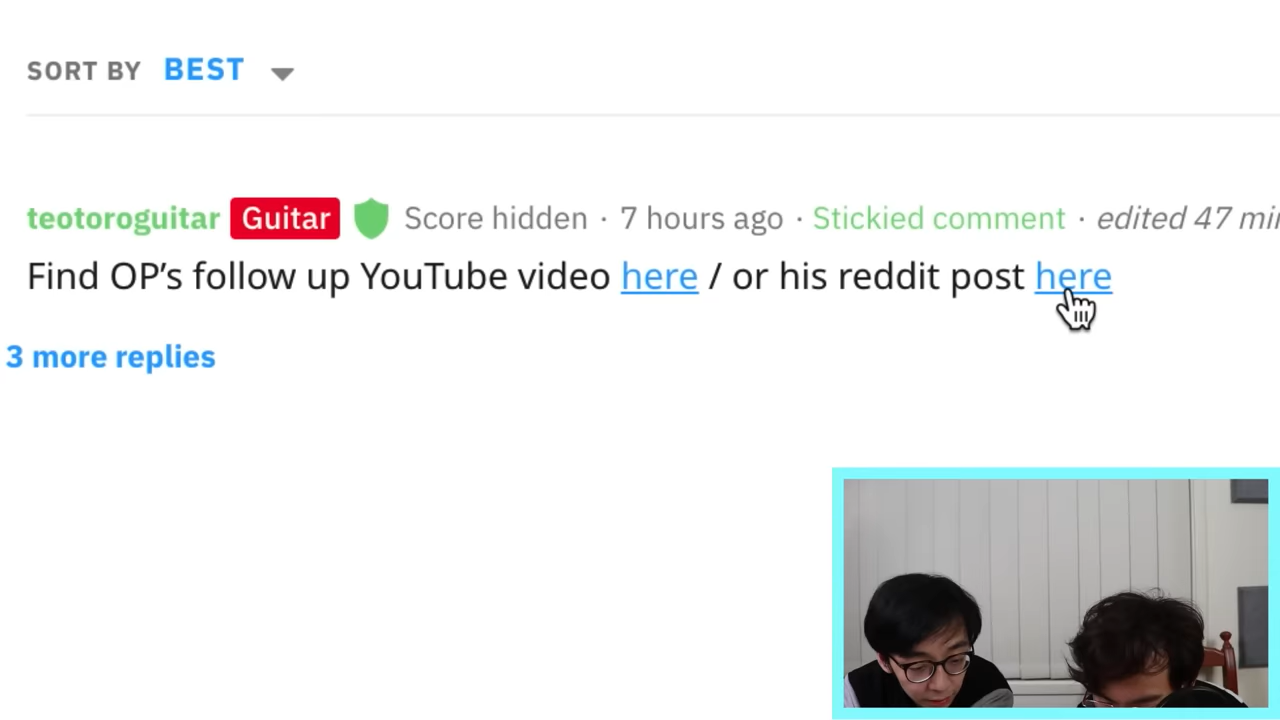 SORT BY BEST
teotoroguitar Guitar Score hidden · 7 hours ago · Stickied comment · edited 47
Find OP’s follow up YouTube video here / or his reddit post here
3 more replies